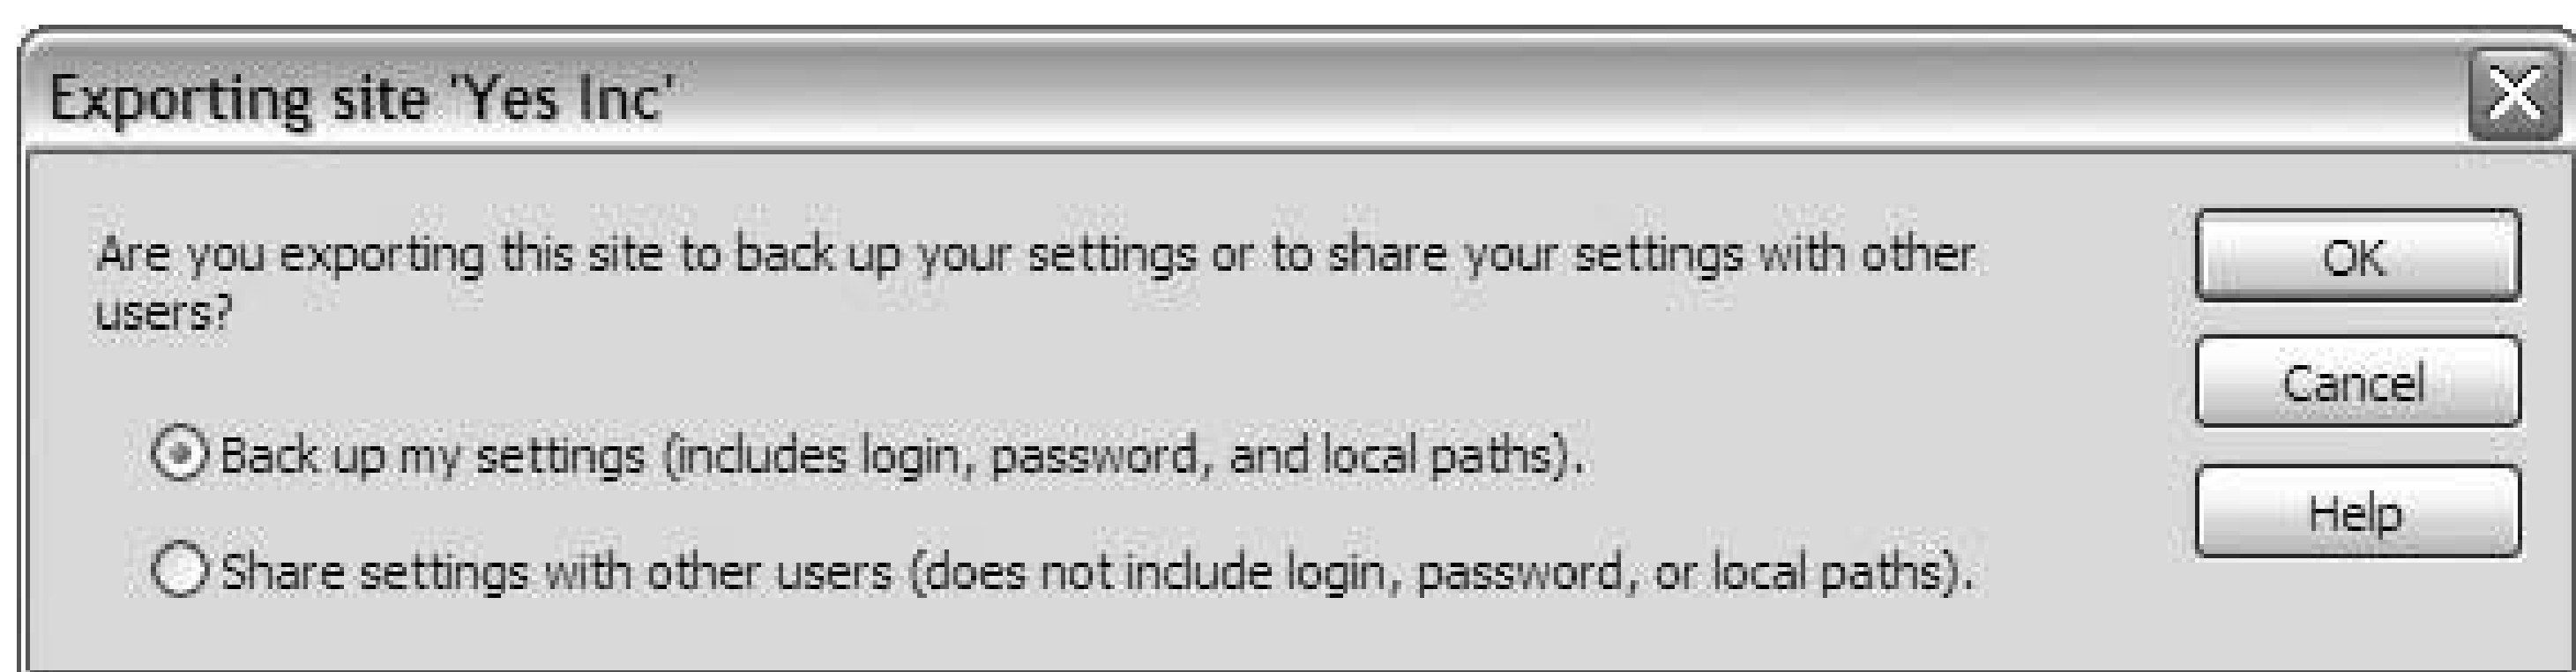 Exporting site 'Yes Inc'
Are you exporting this site to back up your settings or to share your settings with other
users?
OK
Cancel
Help
Back up my settings (includes login, password, and local paths).
Share settings with other users (does not include login, password, or local paths).